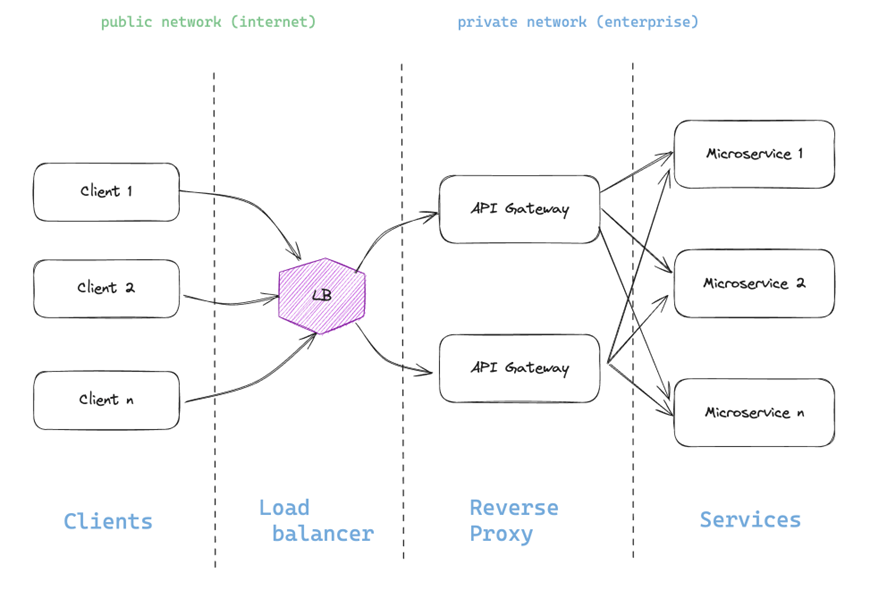 public network (internet)
private network (enterprise)
Client 1
Client 2
Client n
LB
API Gateway
API Gateway
Microservice 1
Microservice 2
Microservice n
Clients
Load
balancer
Reverse
Proxy
Services